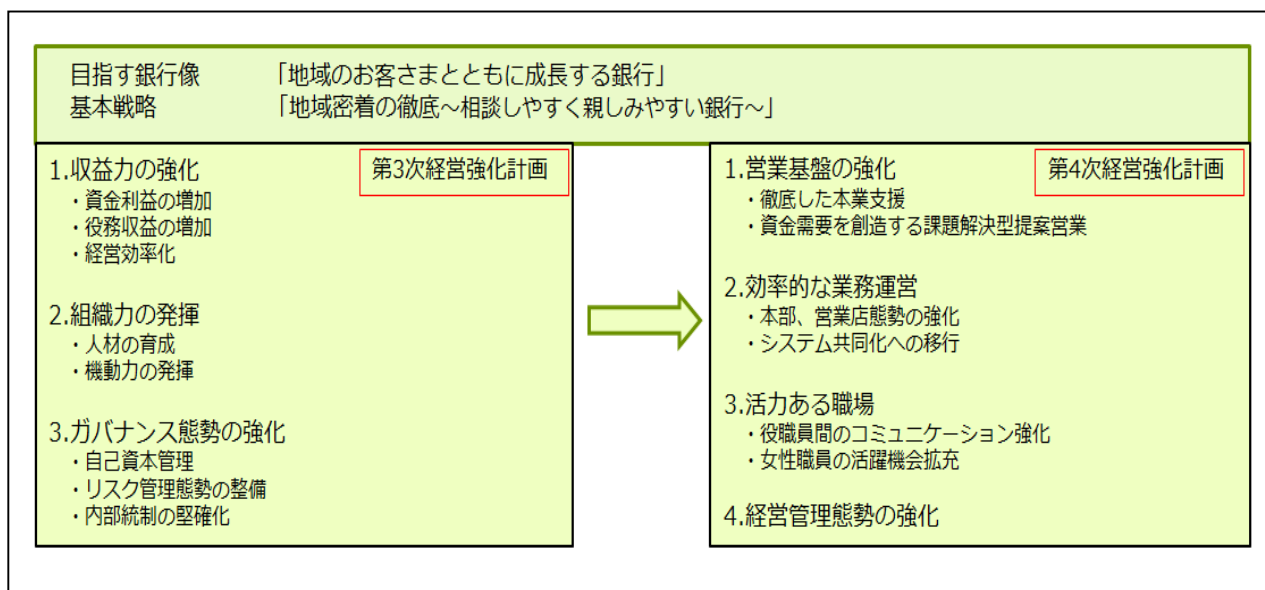 目指す銀行像 「地域のお客さまとともに成長する銀行」
基本戦略 「地域密着の徹底～相談しやすく親しみやすい銀行～」
第3次経営強化計画
1.収益力の強化
・資金利益の増加
・役務収益の増加
・経営効率化
2.組織力の発揮
・人材の育成
・機動力の発揮
3.ガバナンス態勢の強化
・自己資本管理
・リスク管理態勢の整備
・内部統制の堅確化
第4次経営強化計画
1.営業基盤の強化
・徹底した本業支援
・資金需要を創造する課題解決型提案営業
2.効率的な業務運営
・本部、営業店態勢の強化
・システム共同化への移行
3.活力ある職場
・役職員間のコミュニケーション強化
・女性職員の活躍機会拡充
4.経営管理態勢の強化